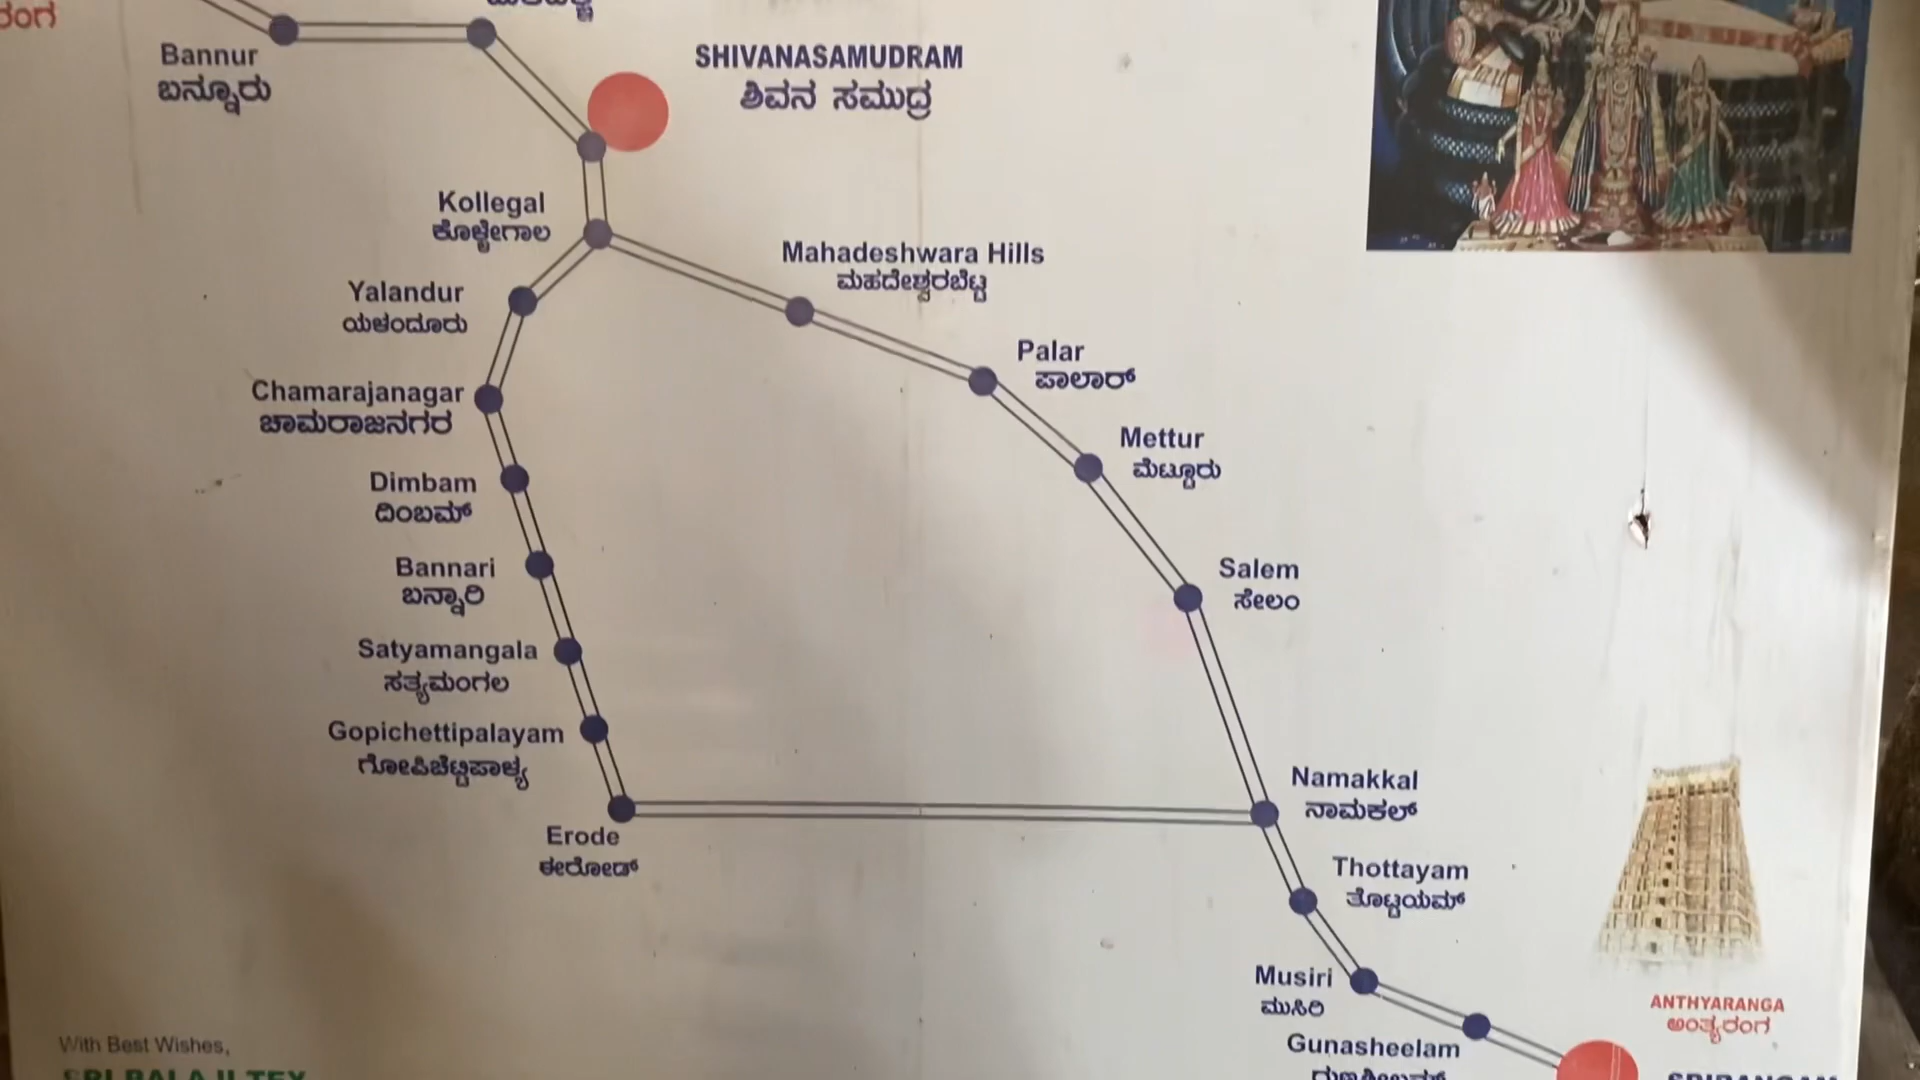 Bannur
ಬನ್ನೂರು
SHIVANASAMUDRAM
ಶಿವನ ಸಮುದ್ರ
Kollegal
ಕೊಳ್ಳೇಗಾಲ
Mahadeshwara Hills
ಮಹದೇಶ್ವರಬೆಟ್ಟ
Yalandur
ಯಳಂದೂರು
Palar
ಪಾಲಾರ್
Chamarajanagar
ಚಾಮರಾಜನಗರ
Mettur
ಮೆಟ್ಟೂರು
Dimbam
ದಿಂಬಮ್
Bannari
ಬನ್ನಾರಿ
Salem
ಸೇಲಂ
Satyamangala
ಸತ್ಯಮಂಗಲ
Gopichettipalayam
ಗೋಪಿಚೆಟ್ಟಿಪಾಳ್ಯ
Namakkal
ನಾಮಕಲ್
Erode
ಈರೋಡ್
Thottayam
ತೊಟ್ಟಯಮ್
Musiri
ಮುಸಿರಿ
ANTHYARANGA
ಅಂತ್ಯರಂಗ
Gunasheelam
With Best Wishes,